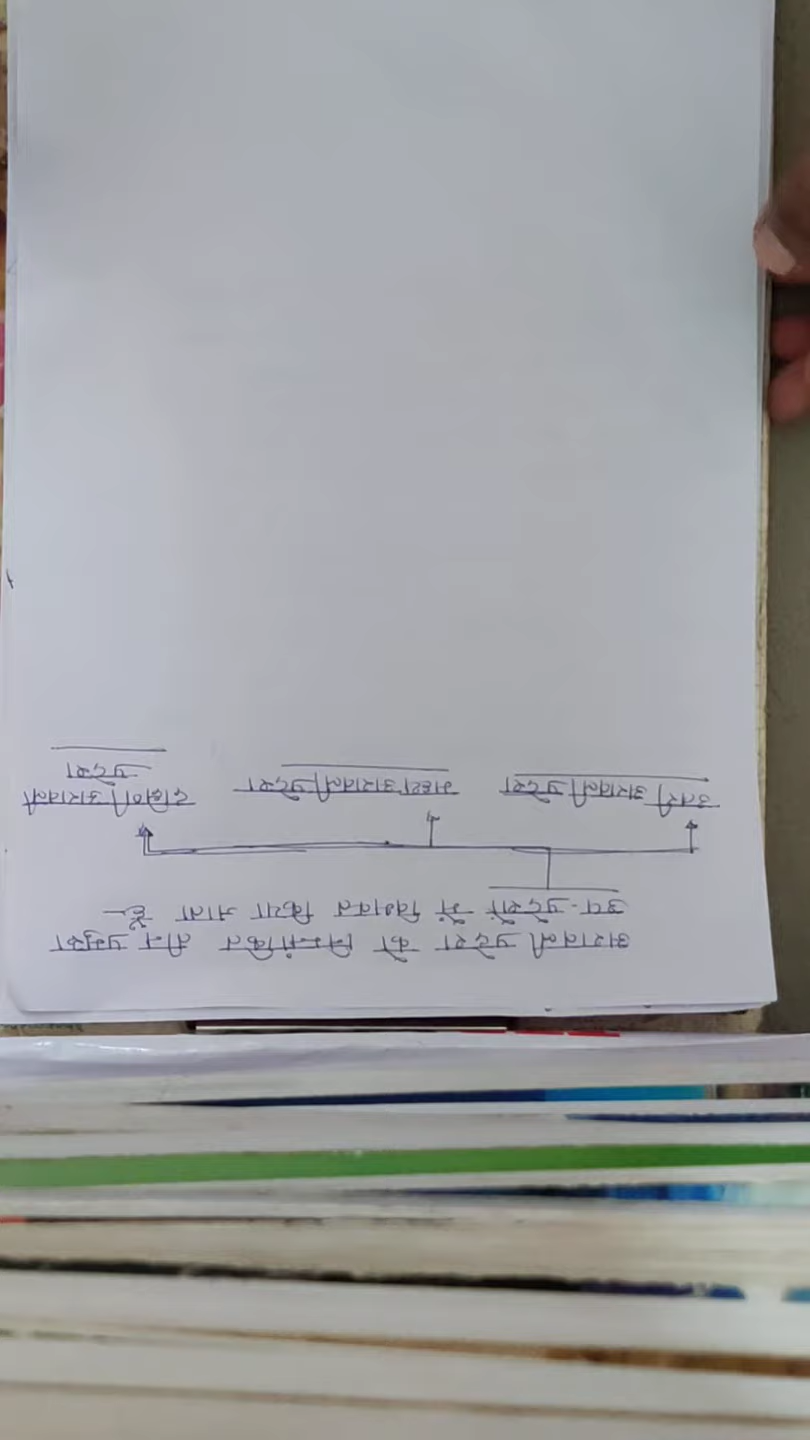 अरावली प्रदेश को निम्नांकित तीन प्रमुख
उप-प्रदेशों में विभक्त किया जाता है-
उत्तरी अरावली प्रदेश
मध्य अरावली प्रदेश
दक्षिणी अरावली
प्रदेश